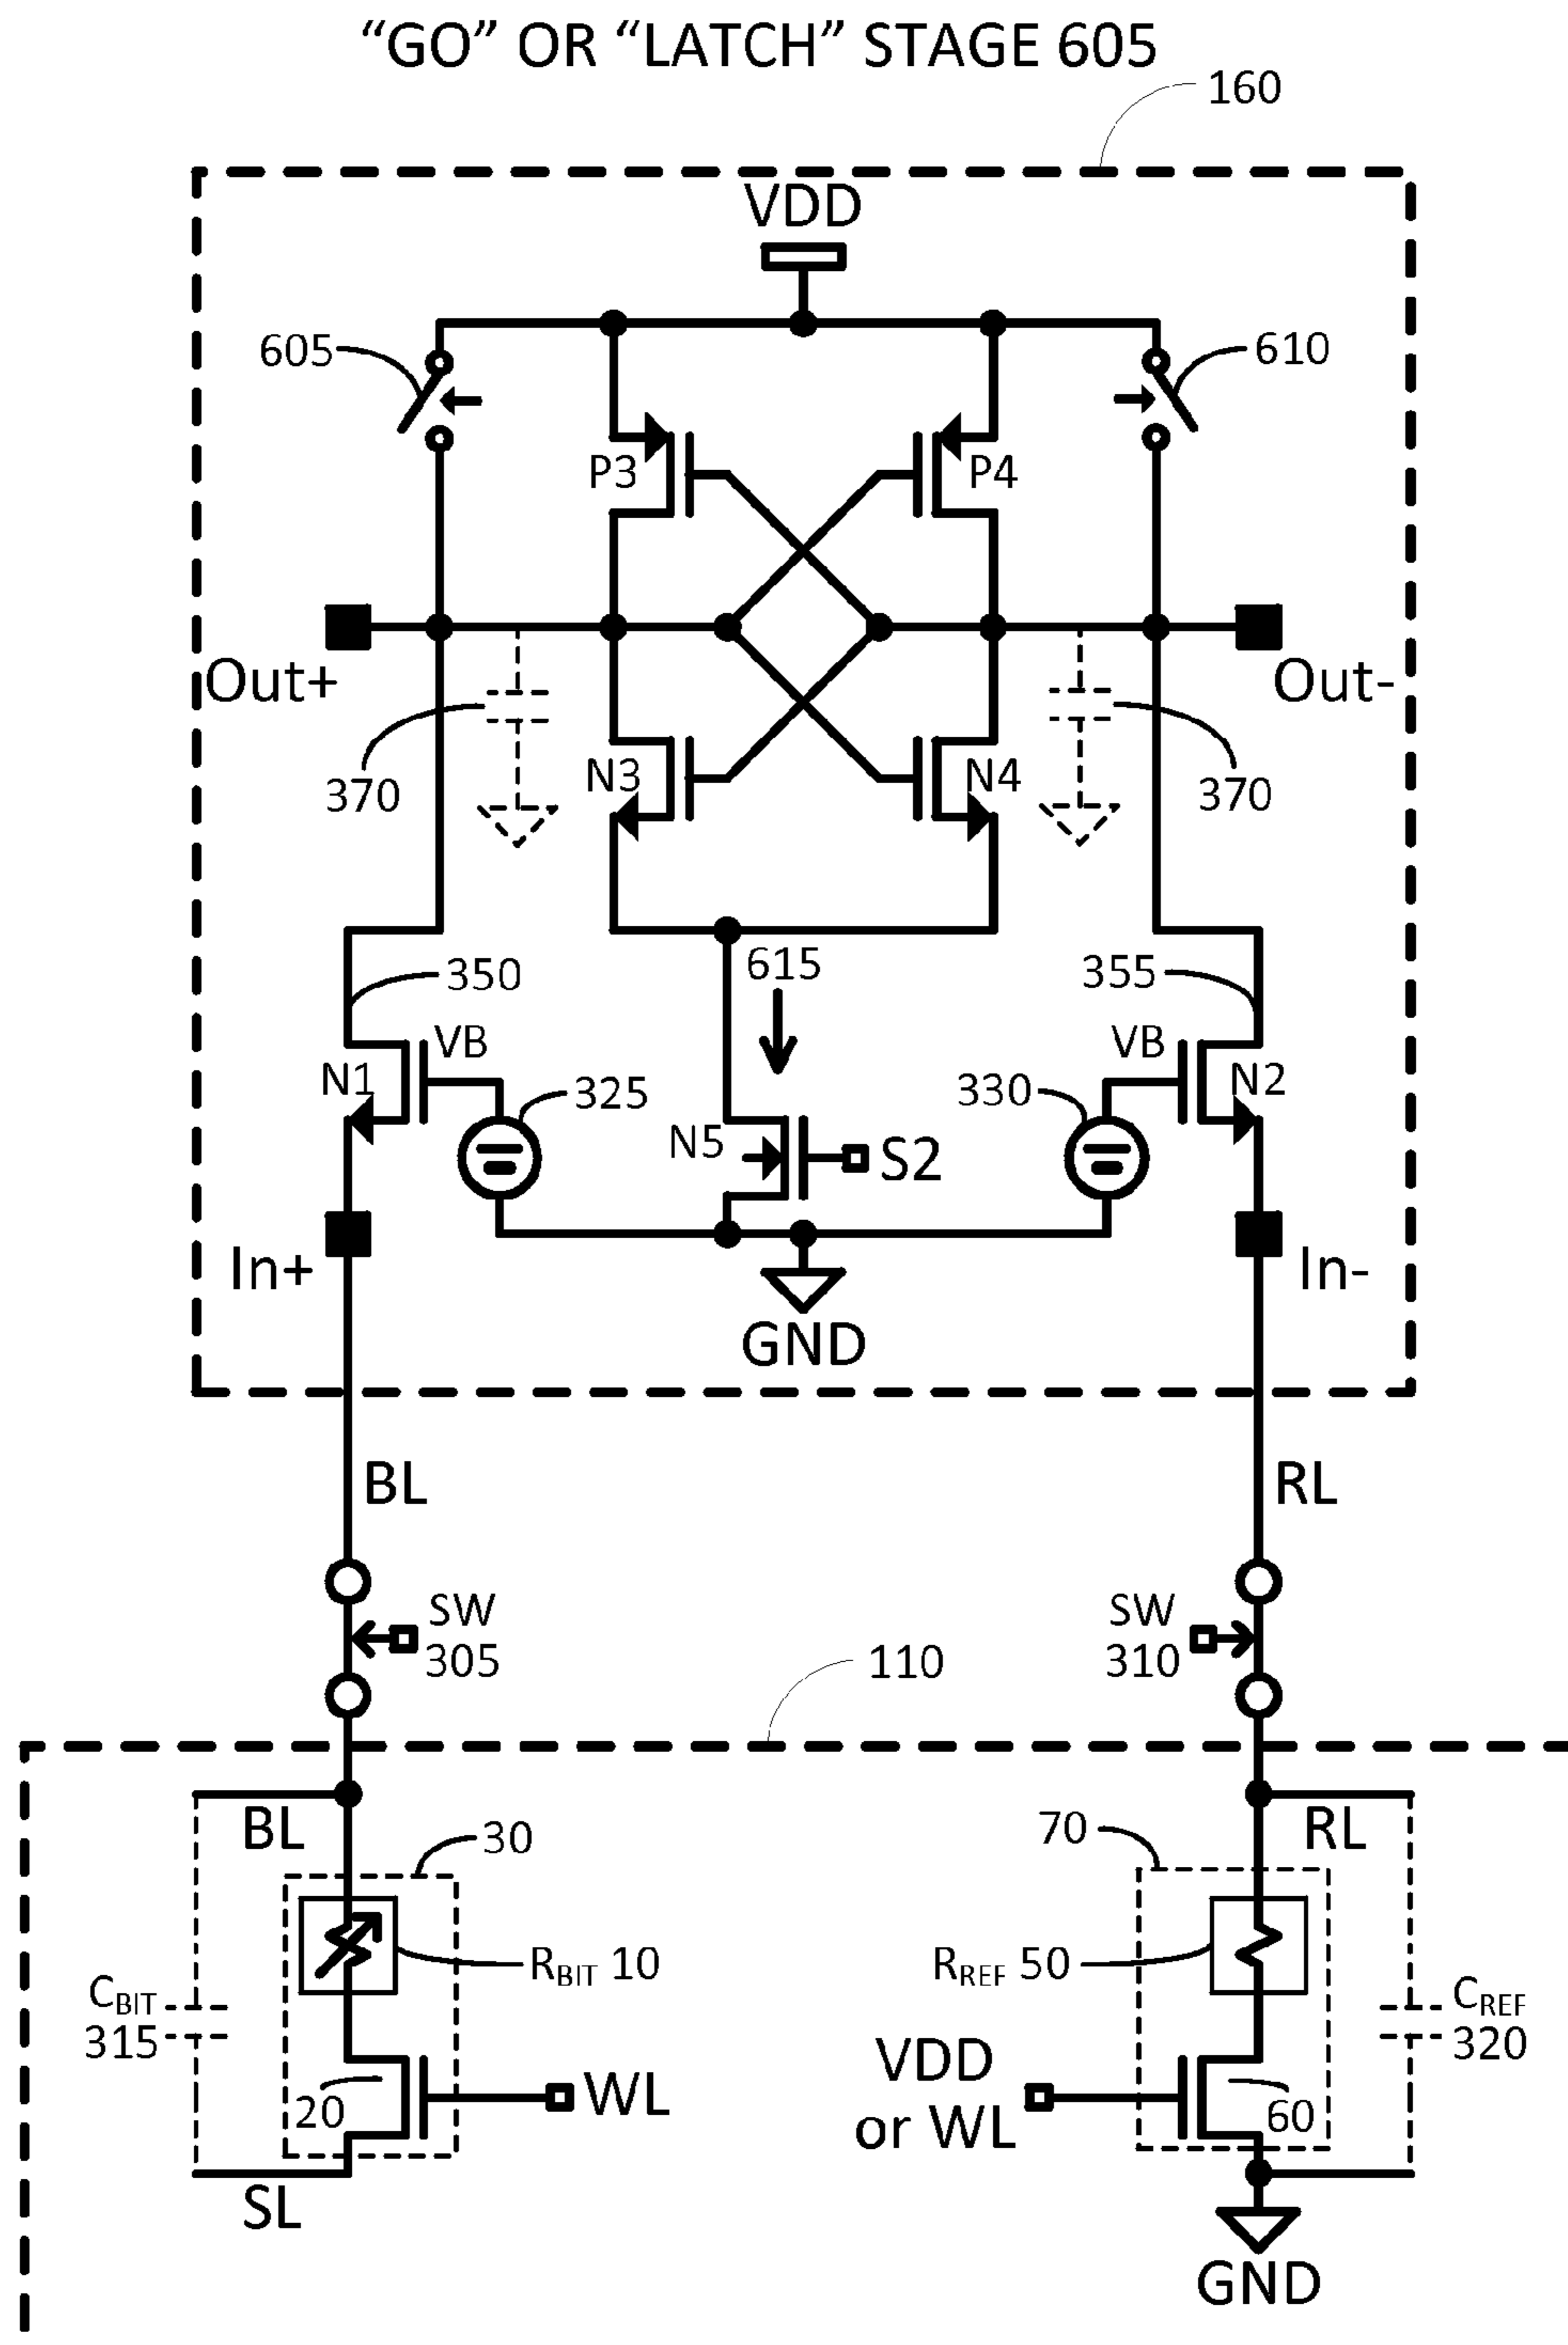 “GO” OR “LATCH” STAGE 605
160
VDD
605
610
P3
P4
Out+
Out-
370
N3
N4
370
350
615
355
N1
VB
325
N5
S2
330
VB
N2
In+
In-
GND
BL
RL
SW
305
SW
310
110
BL
30
70
RL
RBIT 10
RREF 50
CBIT
315
CREF
320
20
WL
VDD
or WL
60
SL
GND